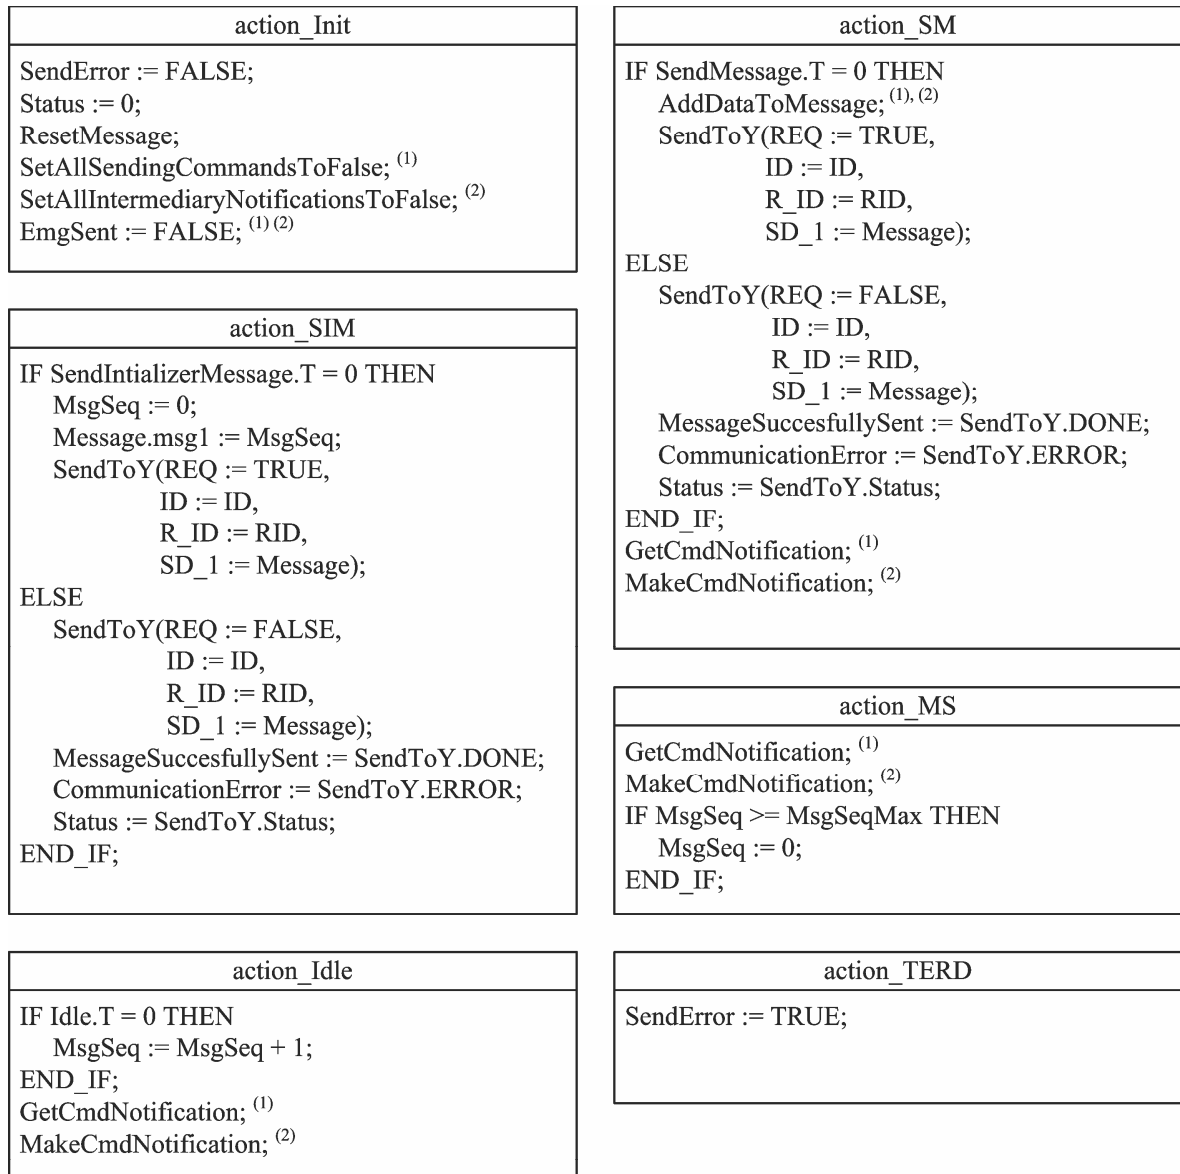 action_Init
SendError := FALSE;
Status := 0;
ResetMessage;
SetAllSendingCommandsToFalse; (1)
SetAllIntermediaryNotificationsToFalse; (2)
EmgSent := FALSE; (1) (2)
action_SIM
IF SendIntializerMessage.T = 0 THEN
MsgSeq := 0;
Message.msg1 := MsgSeq;
SendToY(REQ := TRUE,
ID := ID,
R_ID := RID,
SD_1 := Message);
ELSE
SendToY(REQ := FALSE,
ID := ID,
R_ID := RID,
SD_1 := Message);
MessageSuccesfullySent := SendToY.DONE;
CommunicationError := SendToY.ERROR;
Status := SendToY.Status;
END_IF;
action_Idle
IF Idle.T = 0 THEN
MsgSeq := MsgSeq + 1;
END_IF;
GetCmdNotification; (1)
MakeCmdNotification; (2)
action_SM
IF SendMessage.T = 0 THEN
AddDataToMessage; (1), (2)
SendToY(REQ := TRUE,
ID := ID,
R_ID := RID,
SD_1 := Message);
ELSE
SendToY(REQ := FALSE,
ID := ID,
R_ID := RID,
SD_1 := Message);
MessageSuccesfullySent := SendToY.DONE;
CommunicationError := SendToY.ERROR;
Status := SendToY.Status;
END_IF;
GetCmdNotification; (1)
MakeCmdNotification; (2)
action_MS
GetCmdNotification; (1)
MakeCmdNotification; (2)
IF MsgSeq >= MsgSeqMax THEN
MsgSeq := 0;
END_IF;
action_TERD
SendError := TRUE;